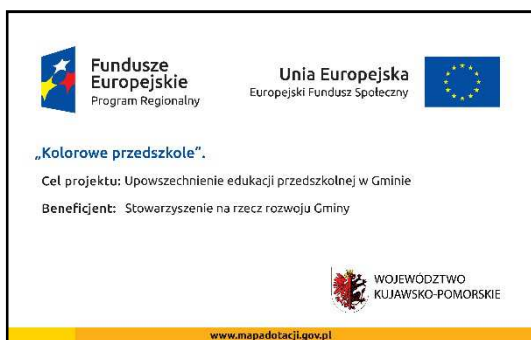 Fundusze
Europejskie
Program Regionalny
Unia Europejska
Europejski Fundusz Społeczny
„Kolorowe przedszkole”.
Cel projektu: Upowszechnienie edukacji przedszkolnej w Gminie
Beneficjent: Stowarzyszenie na rzecz rozwoju Gminy
WOJEWÓDZTWO
KUJAWSKO-POMORSKIE
www.mapadotacji.gov.pl